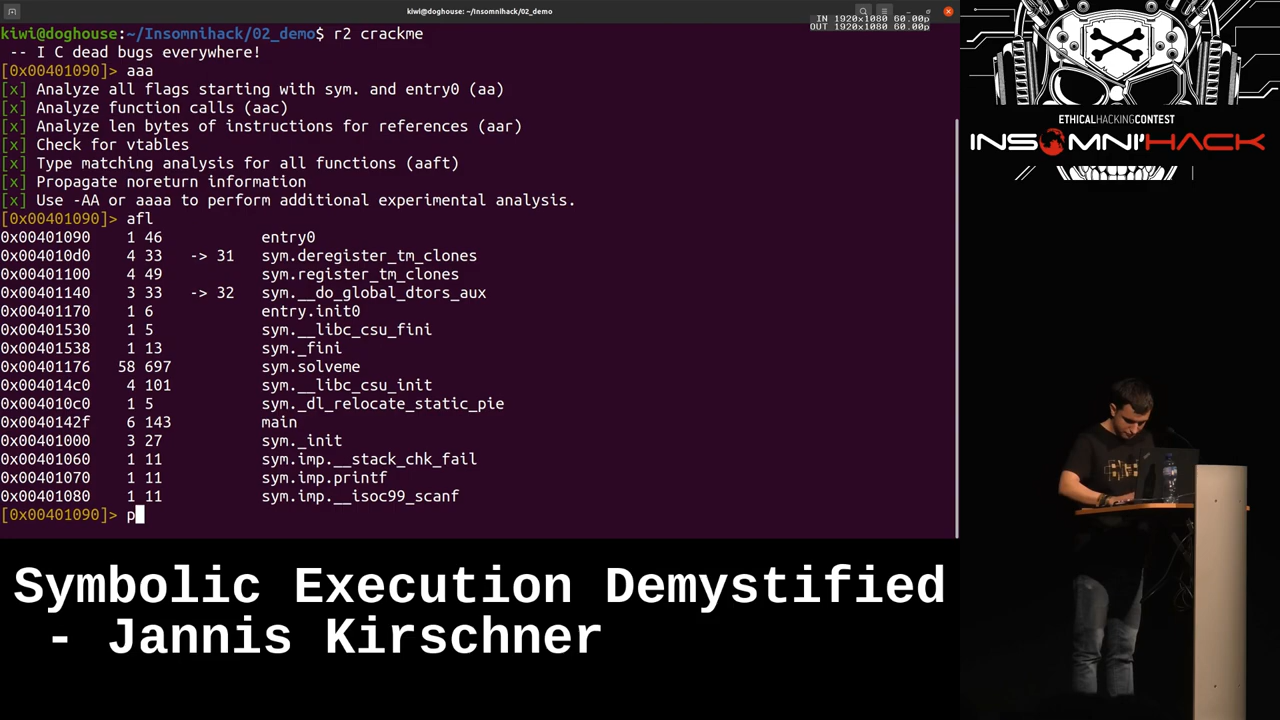 kiwi@doghouse: ~/Insomnihack/02_demo
IN 1920x1080 60.00p
OUT 1920x1080 60.00p
kiwi@doghouse:~/Insomnihack/02_demo$ r2 crackme
-- I C dead bugs everywhere!
[0x00401090]> aaa
[x] Analyze all flags starting with sym. and entry0 (aa)
[x] Analyze function calls (aac)
[x] Analyze len bytes of instructions for references (aar)
[x] Check for vtables
[x] Type matching analysis for all functions (aaft)
[x] Propagate noreturn information
[x] Use -AA or aaaa to perform additional experimental analysis.
[0x00401090]> afl
0x00401090 1 46 entry0
0x004010d0 4 33 -> 31 sym.deregister_tm_clones
0x00401100 4 49 sym.register_tm_clones
0x00401140 3 33 -> 32 sym.__do_global_dtors_aux
0x00401170 1 6 entry.init0
0x00401530 1 5 sym.__libc_csu_fini
0x00401538 1 13 sym._fini
0x00401176 58 697 sym.solveme
0x004014c0 4 101 sym.__libc_csu_init
0x004010c0 1 5 sym._dl_relocate_static_pie
0x0040142f 6 143 main
0x00401000 3 27 sym._init
0x00401060 1 11 sym.imp.__stack_chk_fail
0x00401070 1 11 sym.imp.printf
0x00401080 1 11 sym.imp.__isoc99_scanf
[0x00401090]> p
ETHICALHACKINGCONTEST
INSOMNI'HACK
Symbolic Execution Demystified
- Jannis Kirschner